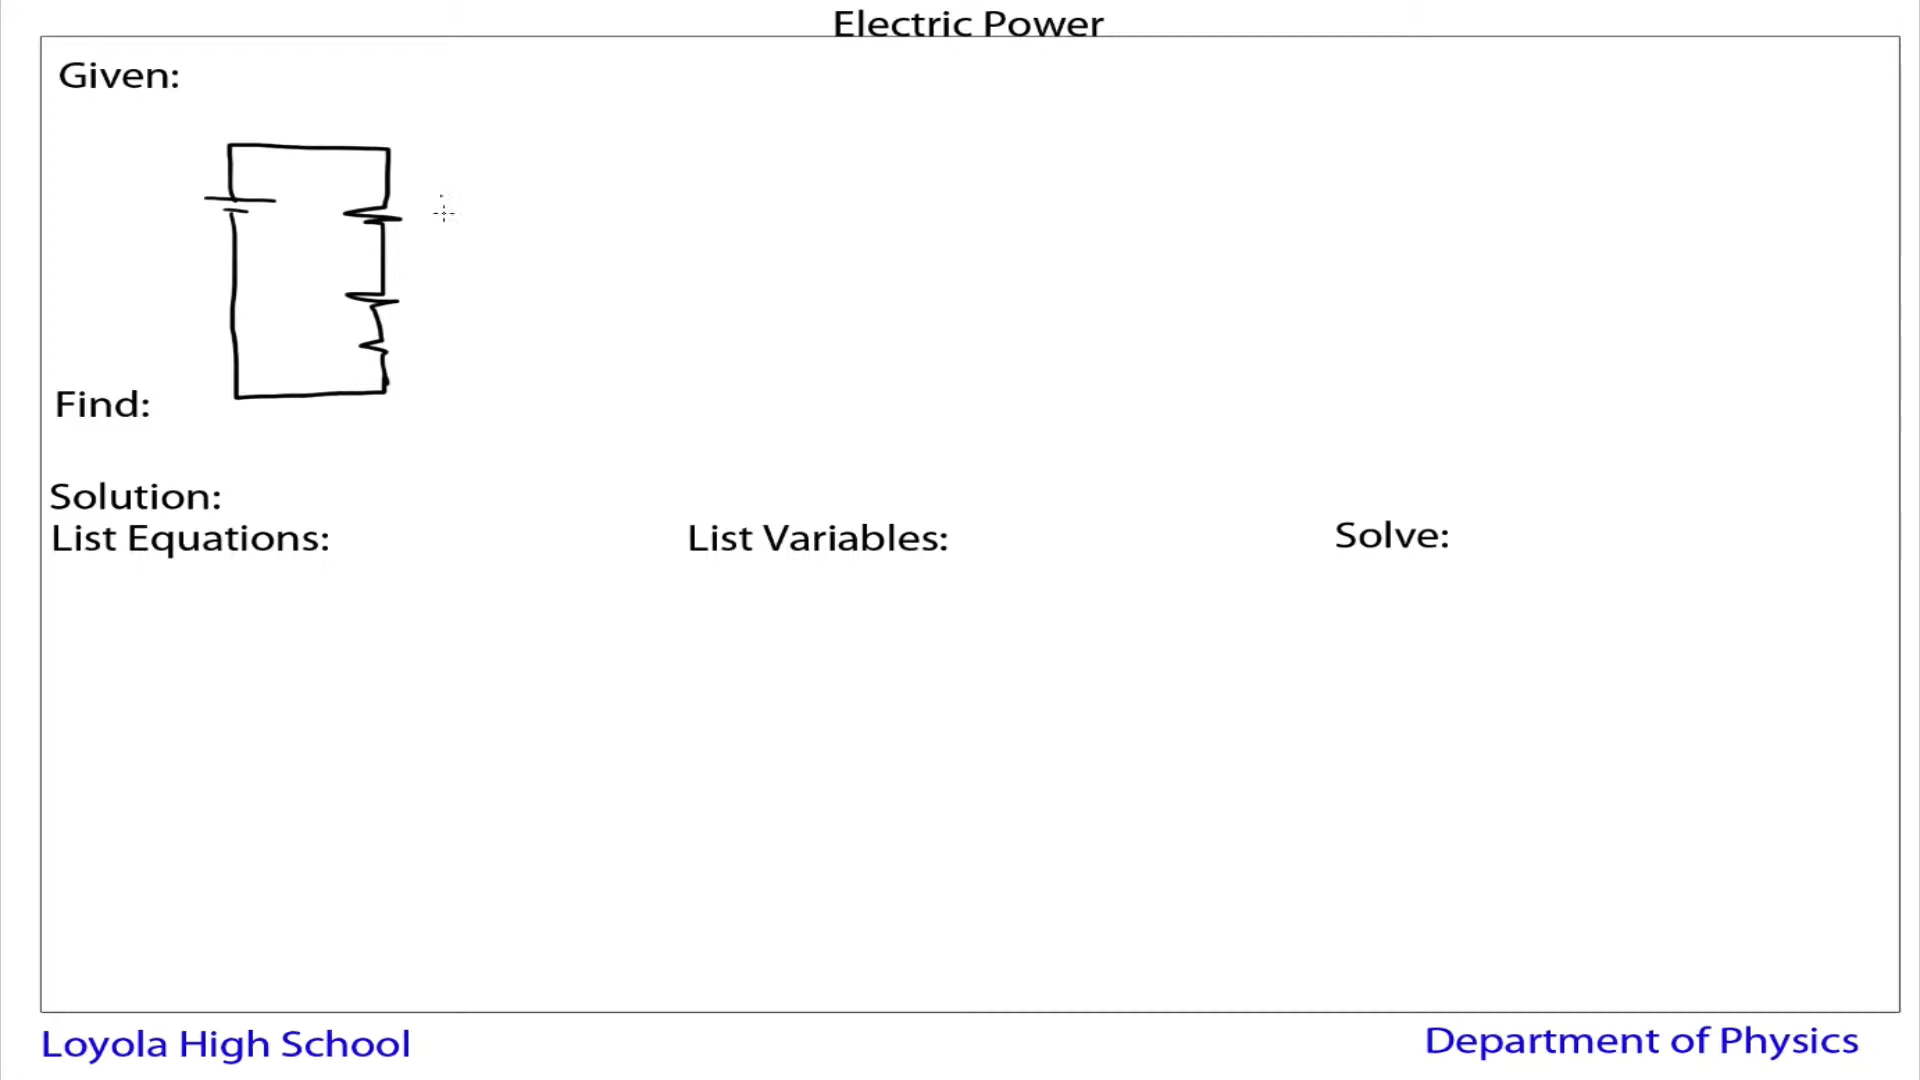 Electric Power
Given:
Find:
Solution:
List Equations:
List Variables:
Solve:
Loyola High School
Department of Physics